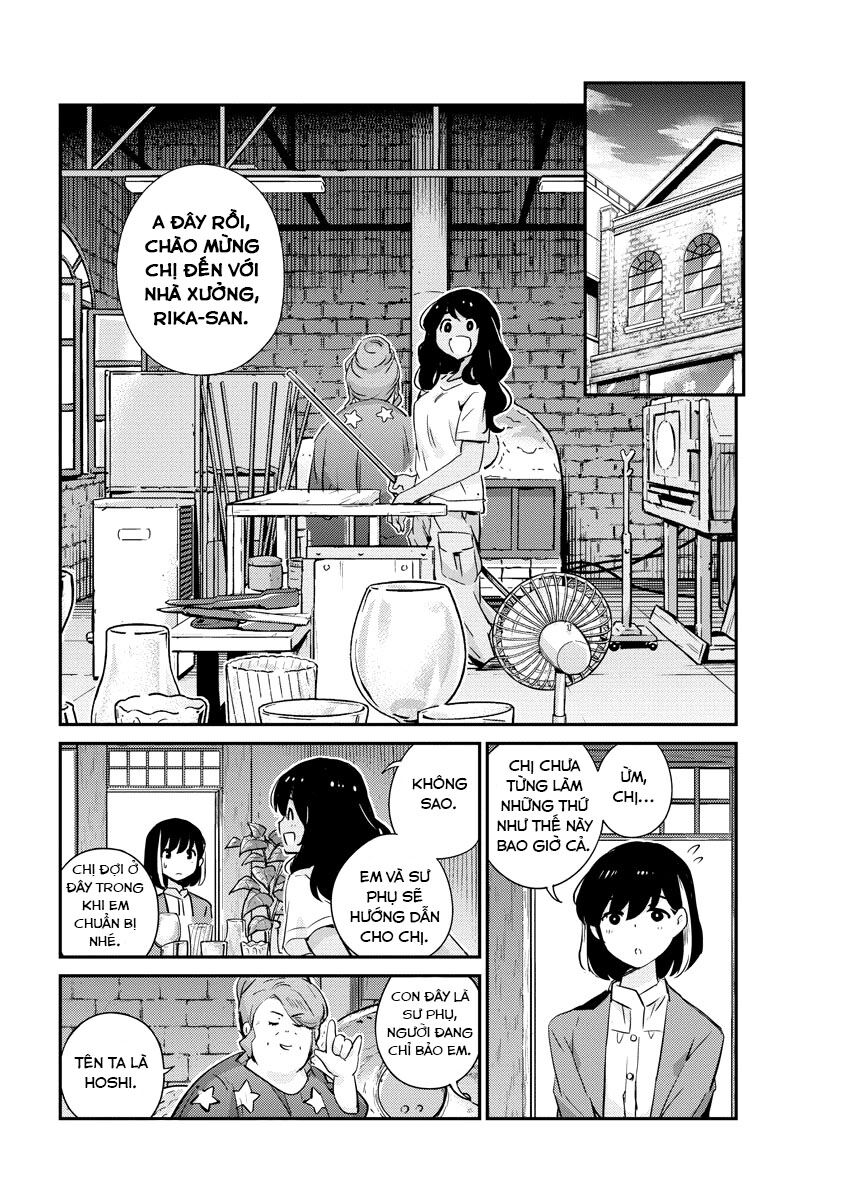 A ĐÂY RỒI,
CHÀO MỪNG
CHỊ ĐẾN VỚI
NHÀ XƯỞNG,
RIKA-SAN.
ỪM,
CHỊ...
CHỊ CHƯA
TỪNG LÀM
NHỮNG THỨ
NHƯ THẾ NÀY
BAO GIỜ CẢ.
KHÔNG
SAO.
EM VÀ SƯ
PHỤ SẼ
HƯỚNG DẪN
CHO CHỊ.
CHỊ ĐỢI Ở
ĐÂY TRONG
KHI EM
CHUẨN BỊ
NHÉ.
CÒN ĐÂY LÀ
SƯ PHỤ,
NGƯỜI ĐANG
CHỈ BẢO EM.
TÊN TA LÀ
HOSHI.